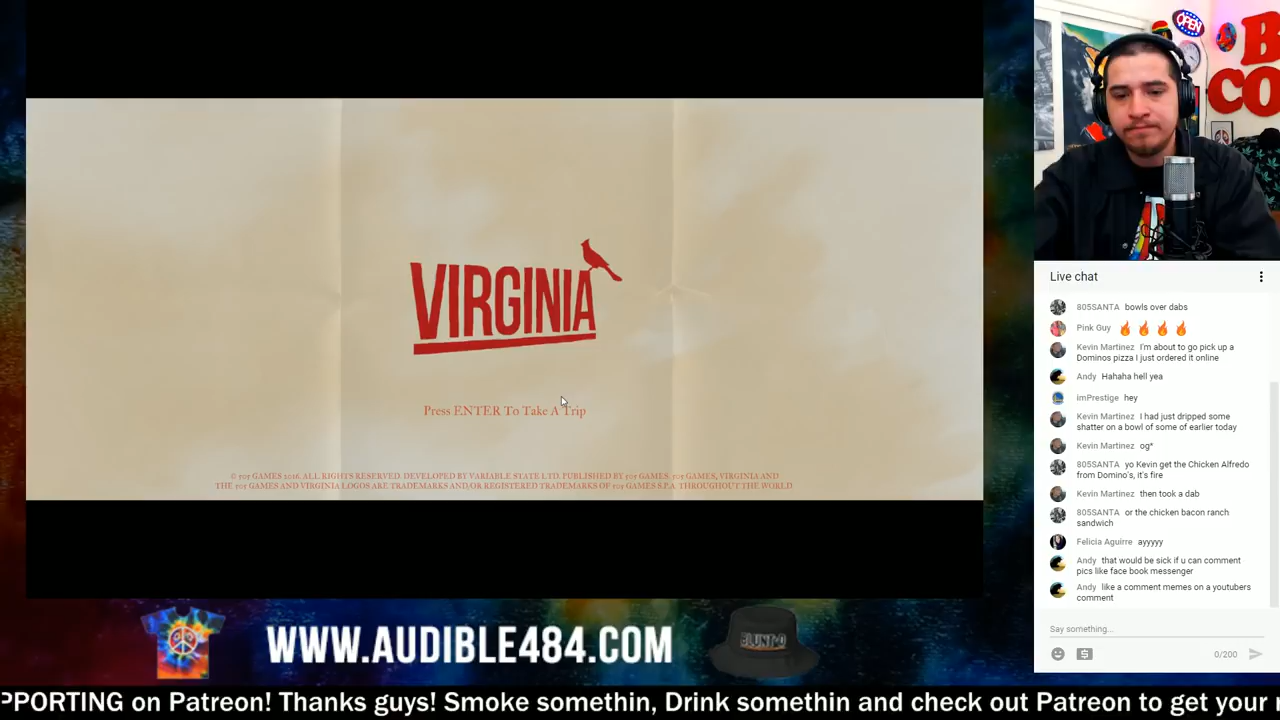 VIRGINIA
Press ENTER To Take A Trip
© 505 GAMES 2016. ALL RIGHTS RESERVED. DEVELOPED BY VARIABLE STATE LTD. PUBLISHED BY 505 GAMES. 505 GAMES, VIRGINIA AND
THE 505 GAMES AND VIRGINIA LOGOS ARE TRADEMARKS AND/OR REGISTERED TRADEMARKS OF 505 GAMES S.P.A. THROUGHOUT THE WORLD
OPEN
B
CO
Live chat
805SANTA bowls over dabs
Pink Guy 🔥 🔥 🔥 🔥
Kevin Martinez I'm about to go pick up a
Dominos pizza I just ordered it online
Andy Hahaha hell yea
imPrestige hey
Kevin Martinez I had just dripped some
shatter on a bowl of some of earlier today
Kevin Martinez og*
805SANTA yo Kevin get the Chicken Alfredo
from Domino's, it's fire
Kevin Martinez then took a dab
805SANTA or the chicken bacon ranch
sandwich
Felicia Aguirre ayyyyy
Andy that would be sick if u can comment
pics like face book messenger
Andy like a comment memes on a youtubers
comment
Say something...
0/200
WWW.AUDIBLE484.COM
PPORTING on Patreon! Thanks guys! Smoke somethin, Drink somethin and check out Patreon to get your